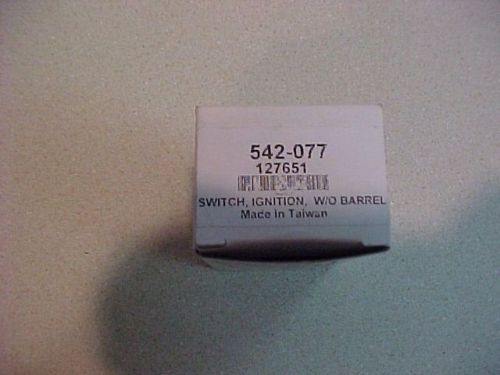 542-077
127651
SWITCH, IGNITION, W/O BARREL
Made in Taiwan